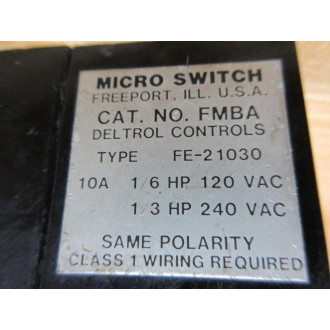 MICRO SWITCH
FREEPORT, ILL. U.S.A.
CAT. NO. FMBA
DELTROL CONTROLS
TYPE FE-21030
10A 1/6 HP 120 VAC
1/3 HP 240 VAC
SAME POLARITY
CLASS 1 WIRING REQUIRED